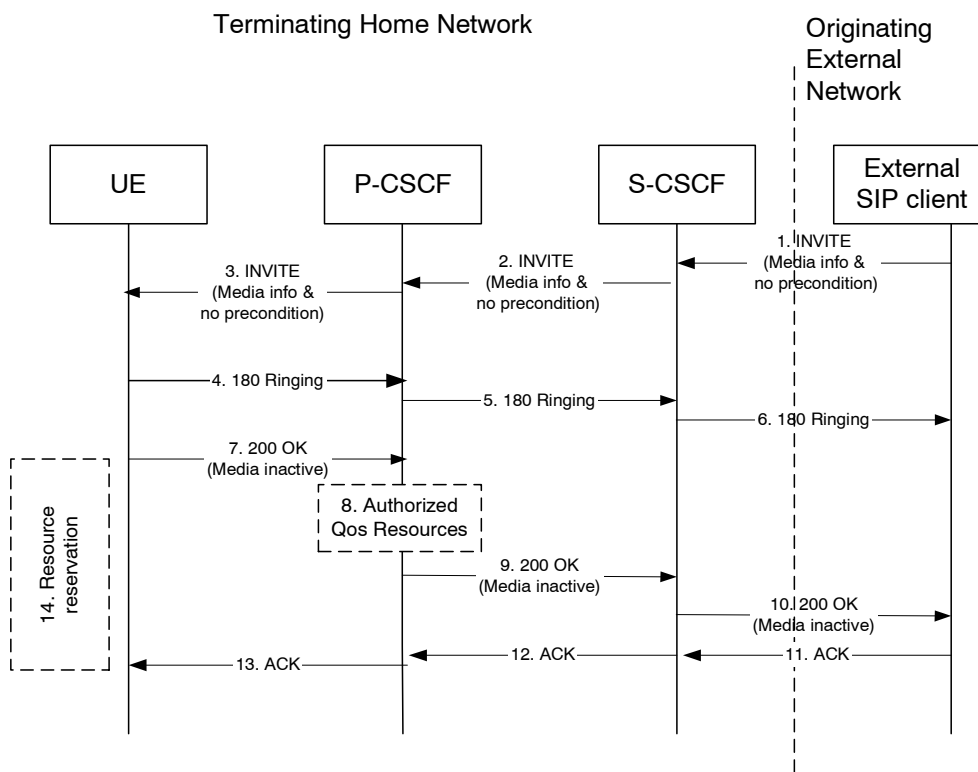 Terminating Home Network
Originating
External
Network
UE
P-CSCF
S-CSCF
External
SIP client
1. INVITE
(Media info &
no precondition)
2. INVITE
(Media info &
no precondition)
3. INVITE
(Media info &
no precondition)
4. 180 Ringing
5. 180 Ringing
6. 180 Ringing
7. 200 OK
(Media inactive)
8. Authorized
Qos Resources
9. 200 OK
(Media inactive)
10. 200 OK
(Media inactive)
11. ACK
12. ACK
13. ACK
14. Resource
reservation